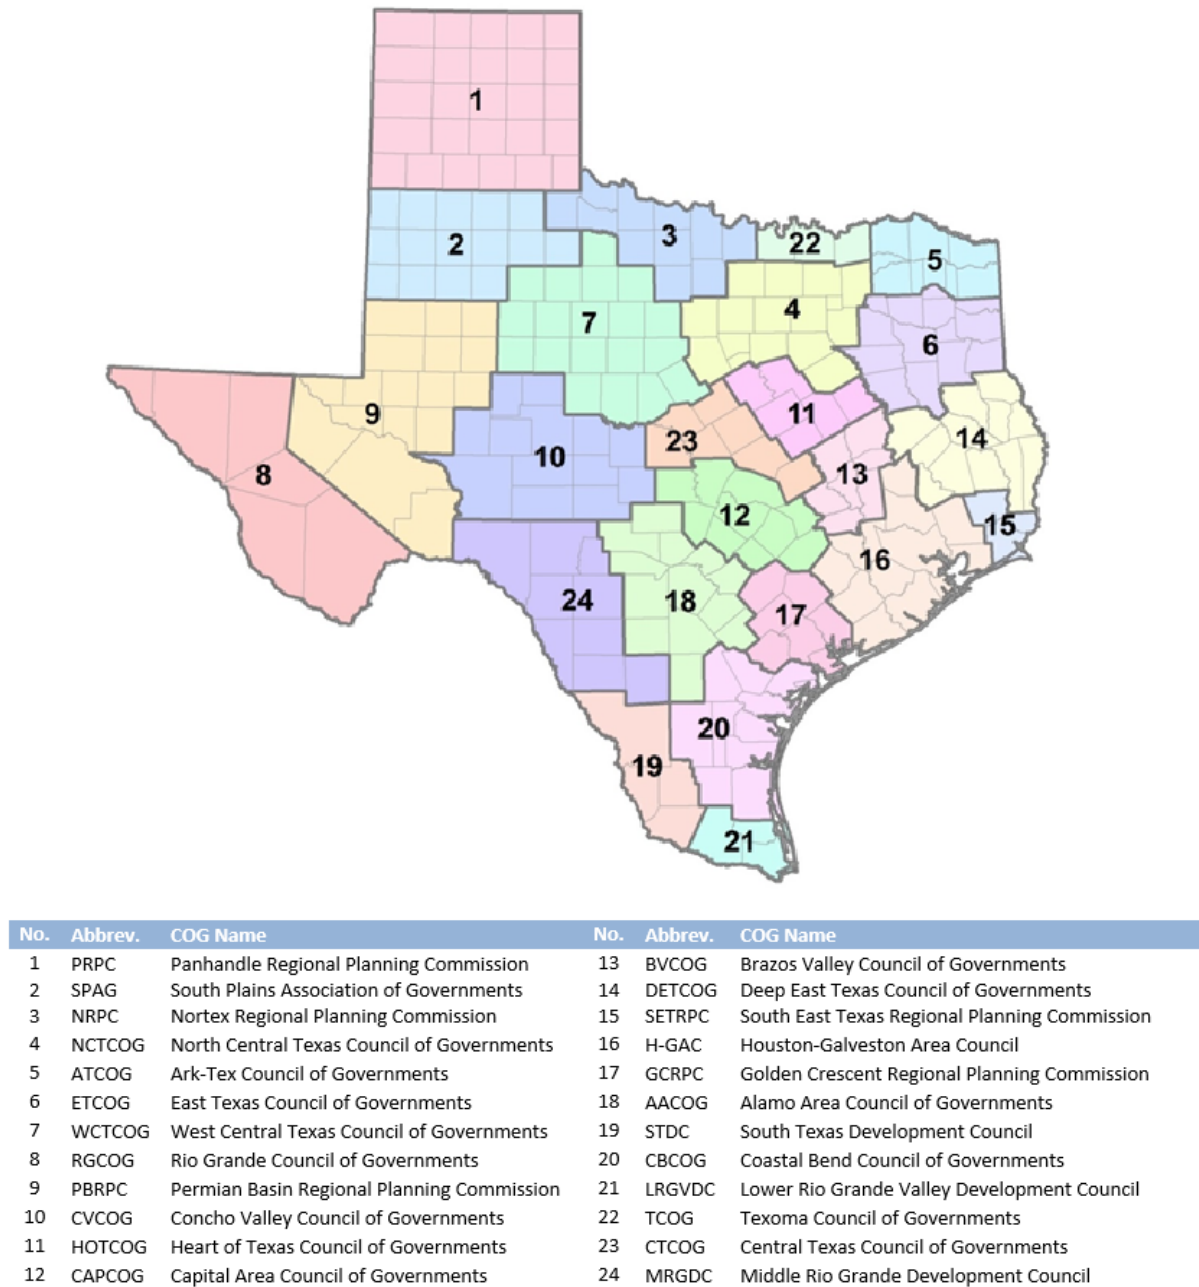 1
2
3
22
5
4
7
6
9
11
23
14
10
8
13
12
15
16
24
18
17
20
19
21
No. Abbrev. COG Name No. Abbrev. COG Name
1 PRPC Panhandle Regional Planning Commission 13 BVCOG Brazos Valley Council of Governments
2 SPAG South Plains Association of Governments 14 DETCOG Deep East Texas Council of Governments
3 NRPC Nortex Regional Planning Commission 15 SETRPC South East Texas Regional Planning Commission
4 NCTCOG North Central Texas Council of Governments 16 H-GAC Houston-Galveston Area Council
5 ATCOG Ark-Tex Council of Governments 17 GCRPC Golden Crescent Regional Planning Commission
6 ETCOG East Texas Council of Governments 18 AACOG Alamo Area Council of Governments
7 WCTCOG West Central Texas Council of Governments 19 STDC South Texas Development Council
8 RGCOG Rio Grande Council of Governments 20 CBCOG Coastal Bend Council of Governments
9 PBRPC Permian Basin Regional Planning Commission 21 LRGVDC Lower Rio Grande Valley Development Council
10 CVCOG Concho Valley Council of Governments 22 TCOG Texoma Council of Governments
11 HOTCOG Heart of Texas Council of Governments 23 CTCOG Central Texas Council of Governments
12 CAPCOG Capital Area Council of Governments 24 MRGDC Middle Rio Grande Development Council